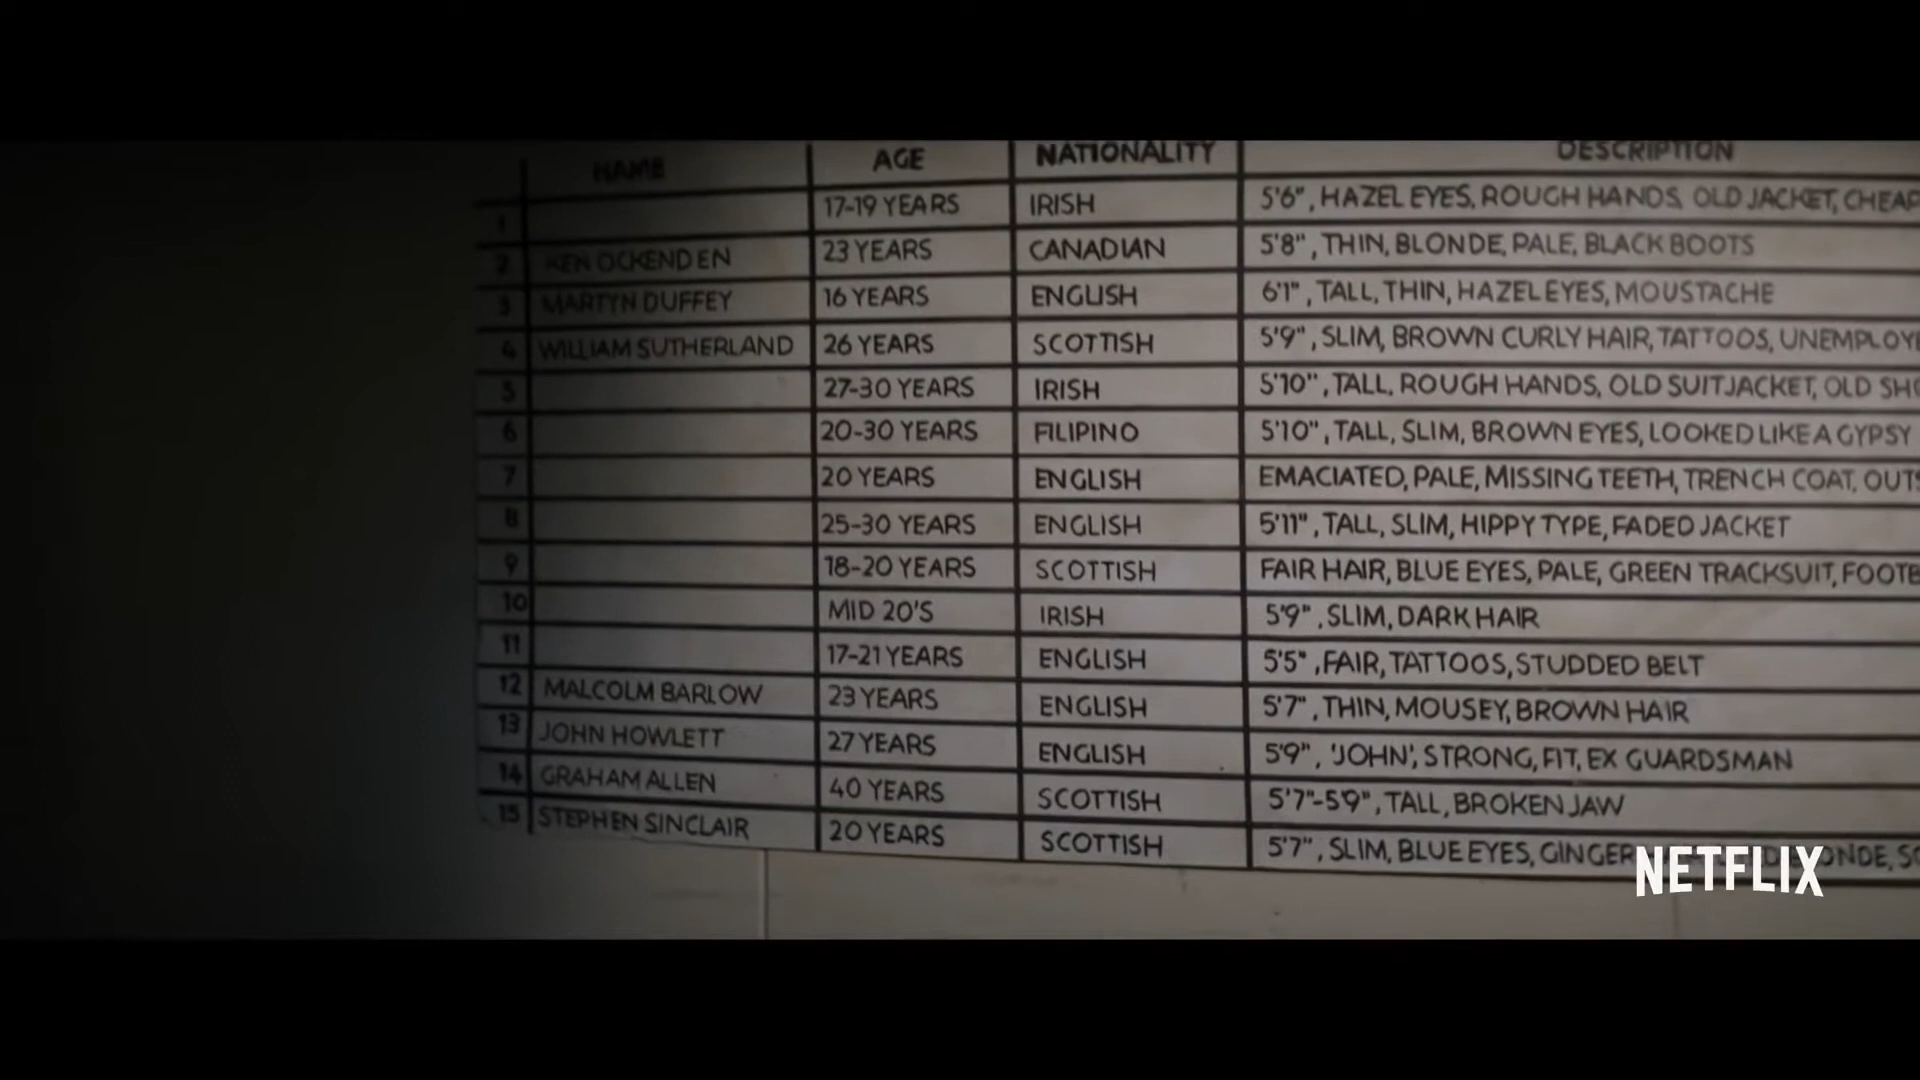 NAME AGE NATIONALITY DESCRIPTION
1 17-19 YEARS IRISH 5'6", HAZEL EYES, ROUGH HANDS, OLD JACKET, CHEAP
2 KEN OCKENDEN 23 YEARS CANADIAN 5'8", THIN, BLONDE, PALE, BLACK BOOTS
3 MARTYN DUFFEY 16 YEARS ENGLISH 6'1", TALL, THIN, HAZEL EYES, MOUSTACHE
4 WILLIAM SUTHERLAND 26 YEARS SCOTTISH 5'9", SLIM, BROWN CURLY HAIR, TATTOOS, UNEMPLOYE
5 27-30 YEARS IRISH 5'10", TALL, ROUGH HANDS, OLD SUIT JACKET, OLD SHO
6 20-30 YEARS FILIPINO 5'10", TALL, SLIM, BROWN EYES, LOOKED LIKE A GYPSY
7 20 YEARS ENGLISH EMACIATED, PALE, MISSING TEETH, TRENCH COAT, OUTS
8 25-30 YEARS ENGLISH 5'11", TALL, SLIM, HIPPY TYPE, FADED JACKET
9 18-20 YEARS SCOTTISH FAIR HAIR, BLUE EYES, PALE, GREEN TRACKSUIT, FOOTB
10 MID 20'S IRISH 5'9", SLIM, DARK HAIR
11 17-21 YEARS ENGLISH 5'5", FAIR, TATTOOS, STUDDED BELT
12 MALCOLM BARLOW 23 YEARS ENGLISH 5'7", THIN, MOUSEY, BROWN HAIR
13 JOHN HOWLETT 27 YEARS ENGLISH 5'9", 'JOHN', STRONG, FIT, EX GUARDSMAN
14 GRAHAM ALLEN 40 YEARS SCOTTISH 5'7"-5'9", TALL, BROKEN JAW
15 STEPHEN SINCLAIR 20 YEARS SCOTTISH 5'7", SLIM, BLUE EYES, GINGER
NETFLIX